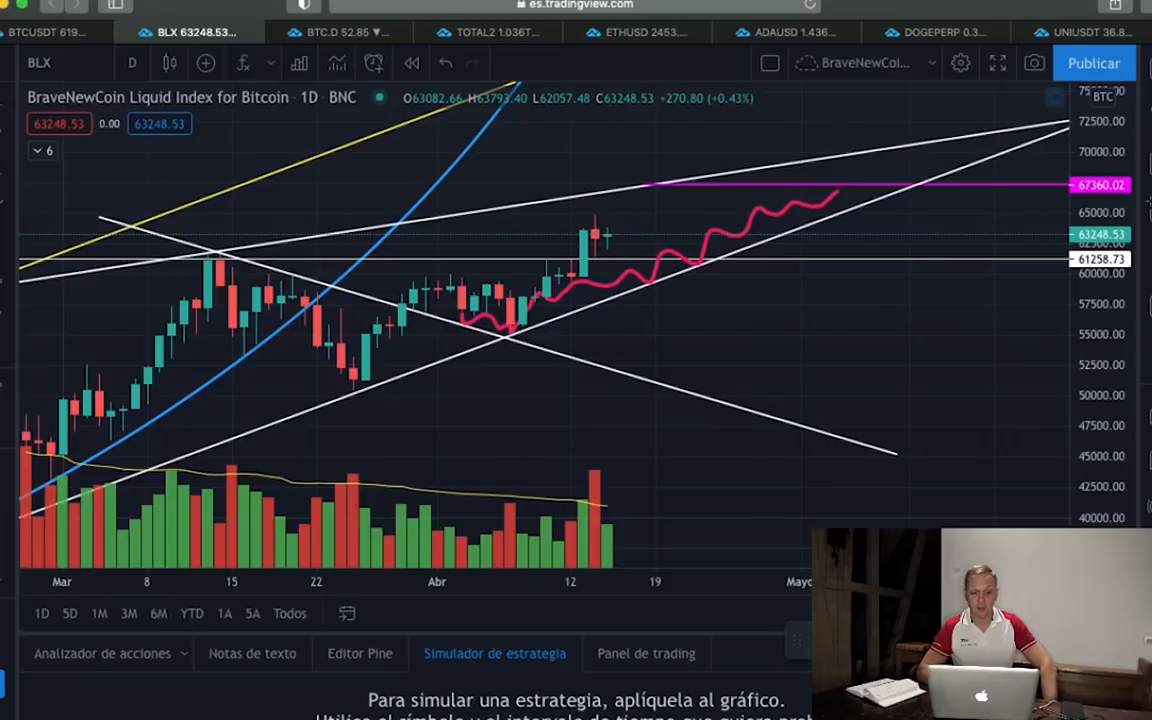 es.tradingview.com
BTCUSDT 619...
BLX 63248.53...
BTC.D 52.85 ▼...
TOTAL2 1.036T...
ETHUSD 2453....
ADAUSD 1.436...
DOGEPERP 0.3...
UNIUSDT 36.8...
BLX
D
BraveNewCoi...
Publicar
BraveNewCoin Liquid Index for Bitcoin · 1D · BNC
O63082.66 H63793.40 L62057.48 C63248.53 +270.80 (+0.43%)
BTC
63248.53
0.00
63248.53
6
72500.00
70000.00
67360.02
65000.00
63248.53
61258.73
60000.00
57500.00
55000.00
52500.00
50000.00
47500.00
45000.00
42500.00
40000.00
Mar
8
15
22
Abr
12
19
Mayo
1D
5D
1M
3M
6M
YTD
1A
5A
Todos
Analizador de acciones
Notas de texto
Editor Pine
Simulador de estrategia
Panel de trading
Para simular una estrategia, aplíquela al gráfico.